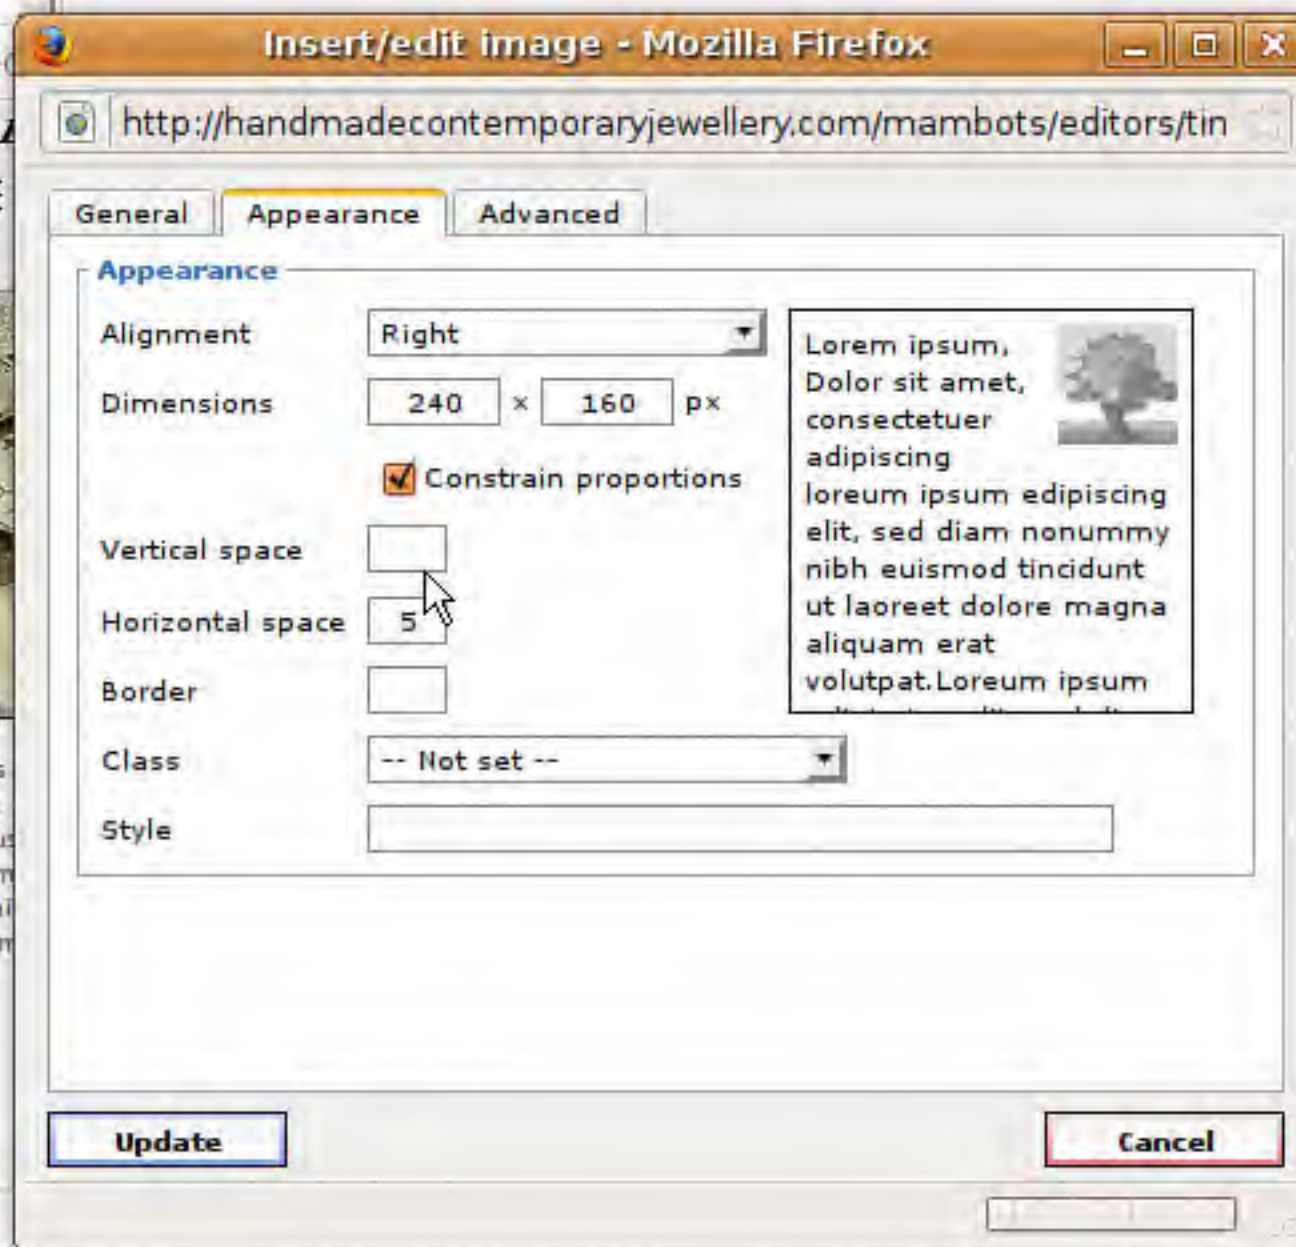 Insert/edit image - Mozilla Firefox
http://handmadecontemporaryjewellery.com/mambots/editors/tin
General Appearance Advanced
Appearance
Alignment Right
Dimensions 240 x 160 px
Constrain proportions
Vertical space
Horizontal space 5
Border
Class -- Not set --
Style
Lorem ipsum,
Dolor sit amet,
consectetuer
adipiscing
loreum ipsum edipiscing
elit, sed diam nonummy
nibh euismod tincidunt
ut laoreet dolore magna
aliquam erat
volutpat.Loreum ipsum
Update Cancel